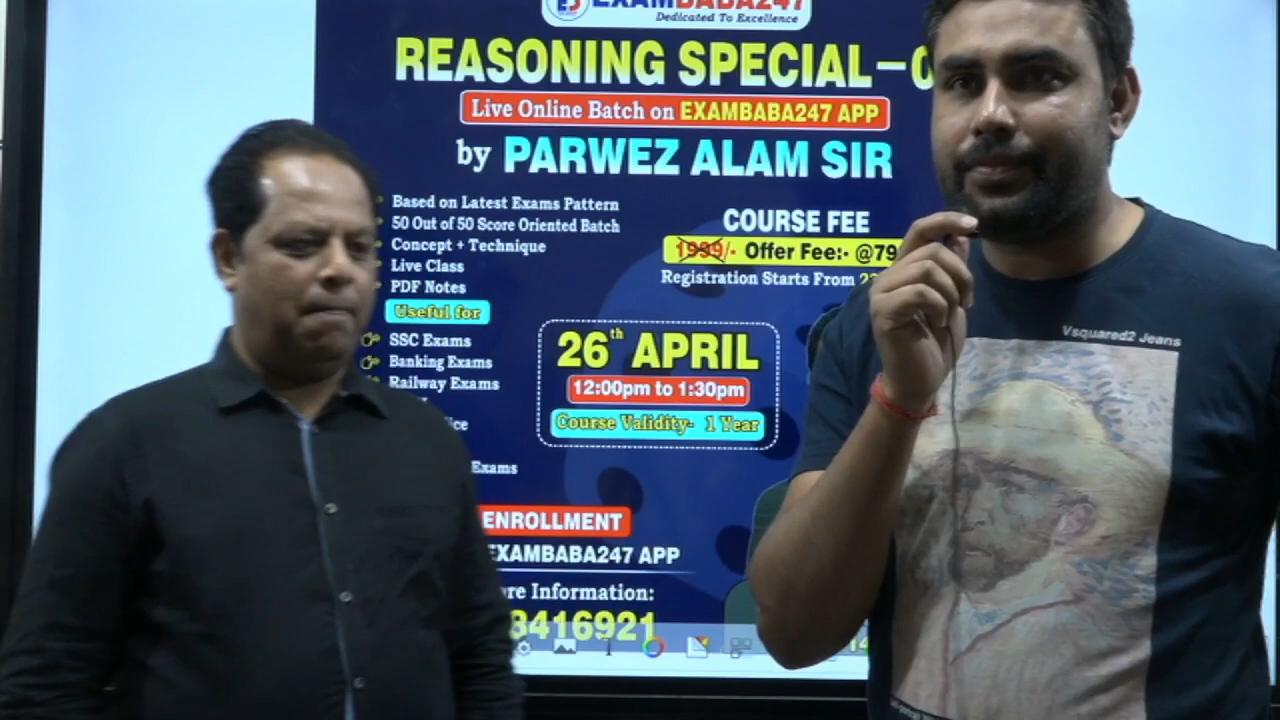 EXAMBABA247
Dedicated To Excellence
REASONING SPECIAL – 0
Live Online Batch on EXAMBABA247 APP
by PARWEZ ALAM SIR
Based on Latest Exams Pattern
50 Out of 50 Score Oriented Batch
Concept + Technique
Live Class
PDF Notes
Useful for
SSC Exams
Banking Exams
Railway Exams
Exams
COURSE FEE
1999/- Offer Fee:- @79
Registration Starts From
26th APRIL
12:00pm to 1:30pm
Course Validity- 1 Year
ENROLLMENT
EXAMBABA247 APP
Information:
8416921
Vsquared2 Jeans